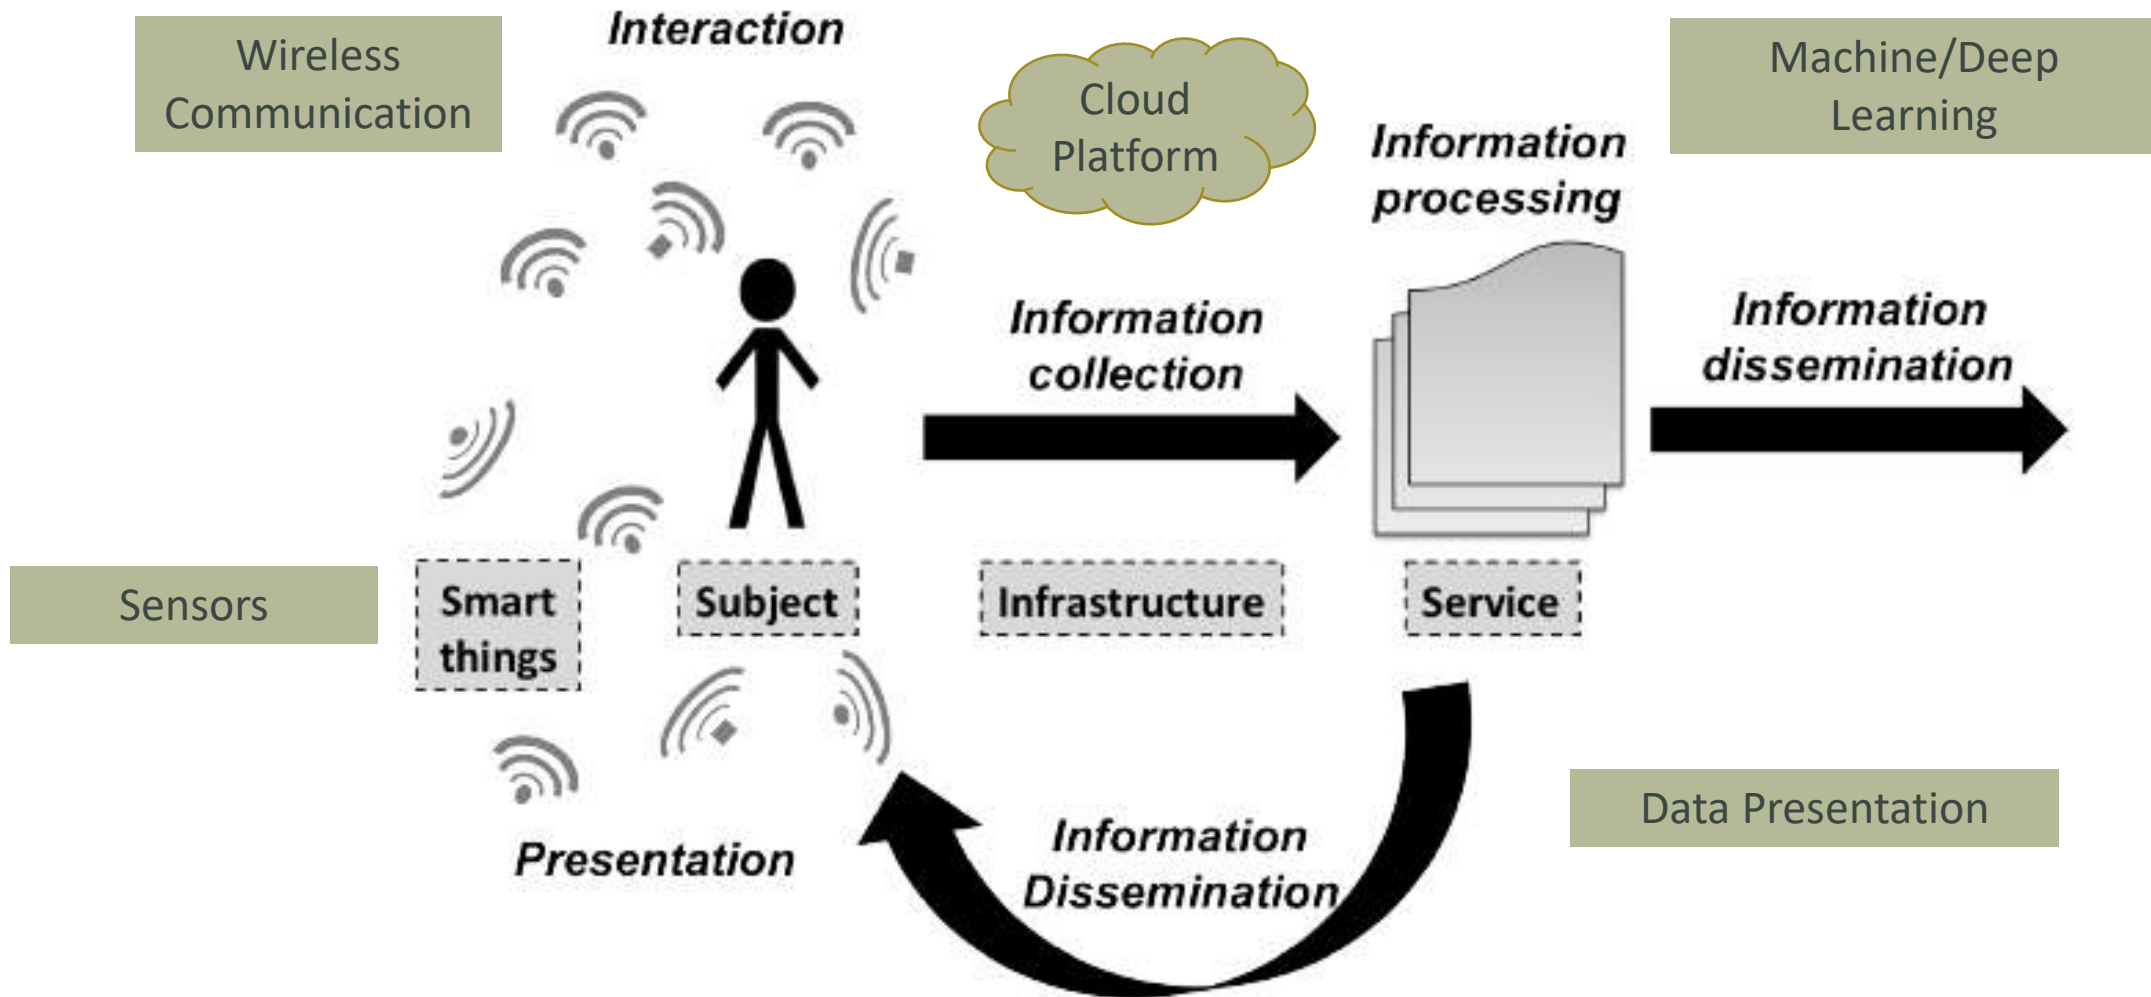 Wireless
Communication
Interaction
Cloud
Platform
Machine/Deep
Learning
Information
processing
Information
collection
Information
dissemination
Sensors
Smart
things
Subject
Infrastructure
Service
Presentation
Information
Dissemination
Data Presentation